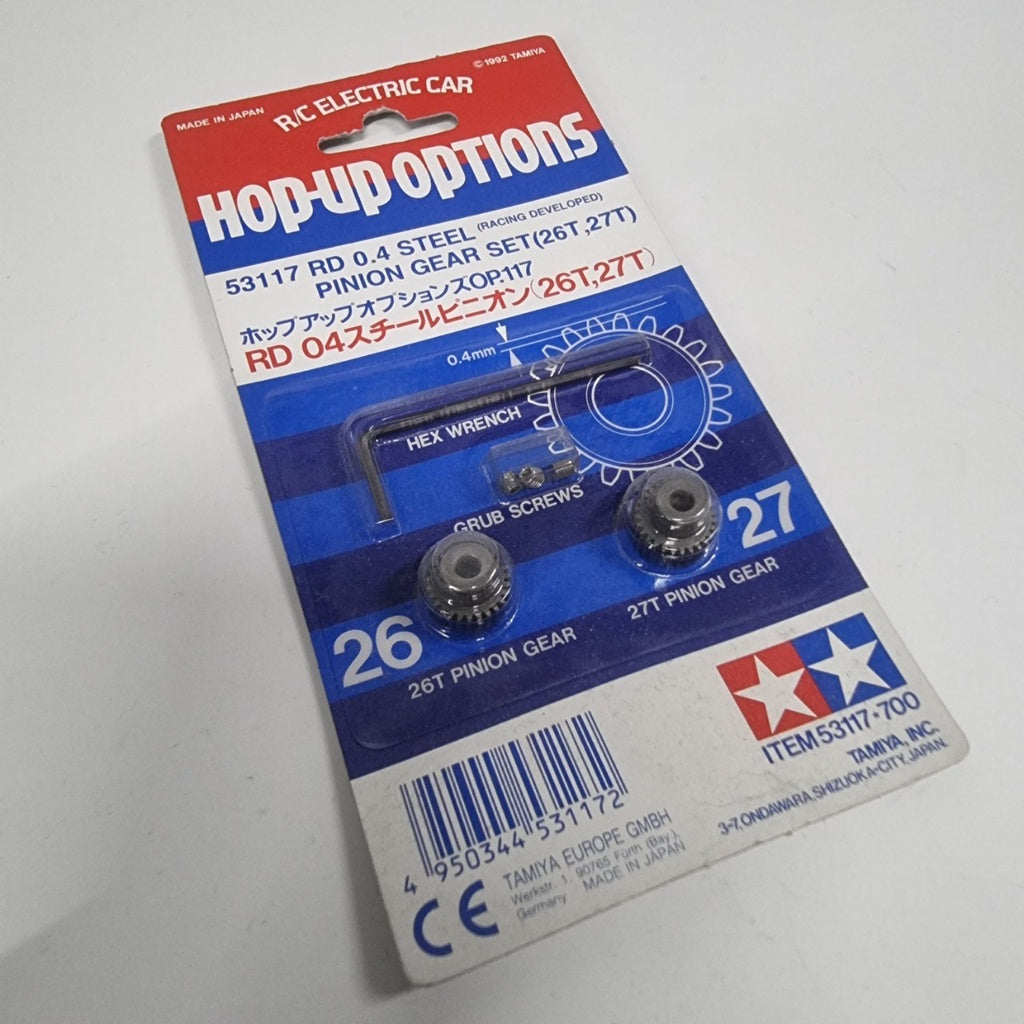 MADE IN JAPAN
©1992 TAMIYA
R/C ELECTRIC CAR
HOP-UP OPTIONS
53117 RD 0.4 STEEL (RACING DEVELOPED)
PINION GEAR SET(26T,27T)
ホップアップオプションズOP.117
RD 04スチールピニオン(26T,27T)
0.4mm
HEX WRENCH
GRUB SCREWS
27
27T PINION GEAR
26
26T PINION GEAR
ITEM 53117★700
TAMIYA, INC.
3-7, ONDAWARA, SHIZUOKA-CITY, JAPAN.
4 950344 531172
TAMIYA EUROPE GMBH
Werkstr. 1, 90765 Fürth (Bay.),
Germany MADE IN JAPAN
CE